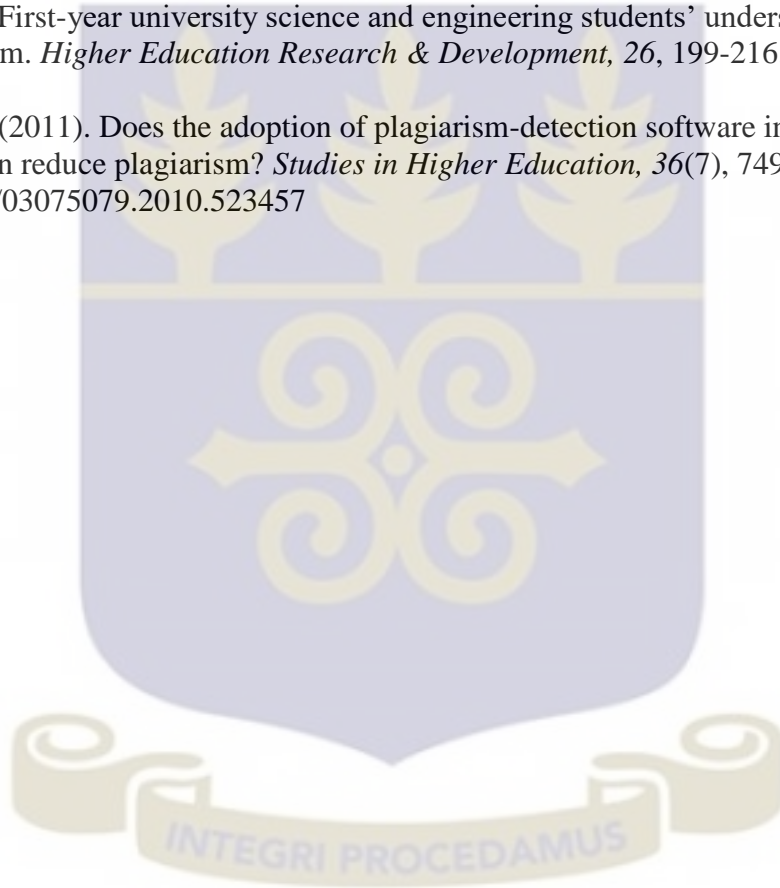 First-year university science and engineering students’ unders
m. Higher Education Research & Development, 26, 199-216
(2011). Does the adoption of plagiarism-detection software in
n reduce plagiarism? Studies in Higher Education, 36(7), 749
/03075079.2010.523457
INTEGRI PROCEDAMUS